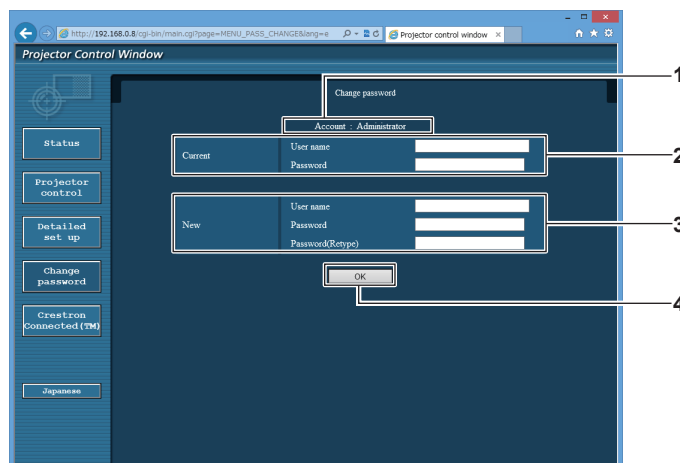 http://192.168.0.8/cgi-bin/main.cgi?page=MENU_PASS_CHANGE&lang=e
Projector control window
Projector Control Window
Change password
1
Account : Administrator
Status
Current
User name
Password
2
Projector
control
New
User name
Password
Password(Retype)
3
Detailed
set up
Change
password
OK
4
Crestron
Connected(TM)
Japanese